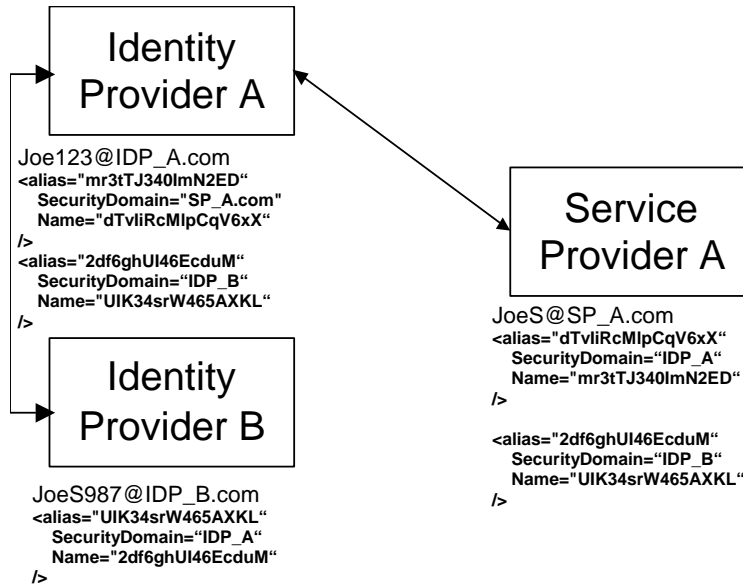 Identity
Provider A
Joe123@IDP_A.com
<alias="mr3tTJ340ImN2ED“
SecurityDomain="SP_A.com"
Name="dTvIiRcMlpCqV6xX“
/>
<alias="2df6ghUI46EcduM“
SecurityDomain=“IDP_B“
Name="UIK34srW465AXKL“
/>
Identity
Provider B
JoeS987@IDP_B.com
<alias="UIK34srW465AXKL“
SecurityDomain=“IDP_A“
Name="2df6ghUI46EcduM“
/>
Service
Provider A
JoeS@SP_A.com
<alias="dTvIiRcMlpCqV6xX“
SecurityDomain=“IDP_A“
Name="mr3tTJ340ImN2ED“
/>
<alias="2df6ghUI46EcduM“
SecurityDomain=“IDP_B“
Name="UIK34srW465AXKL“
/>